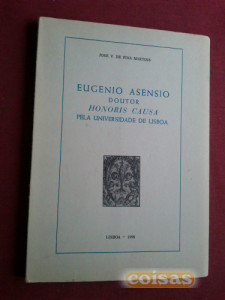 JOSÉ V. DE PINA MARTINS
EUGENIO ASENSIO
DOUTOR
HONORIS CAUSA
PELA UNIVERSIDADE DE LISBOA
LISBOA
coisas